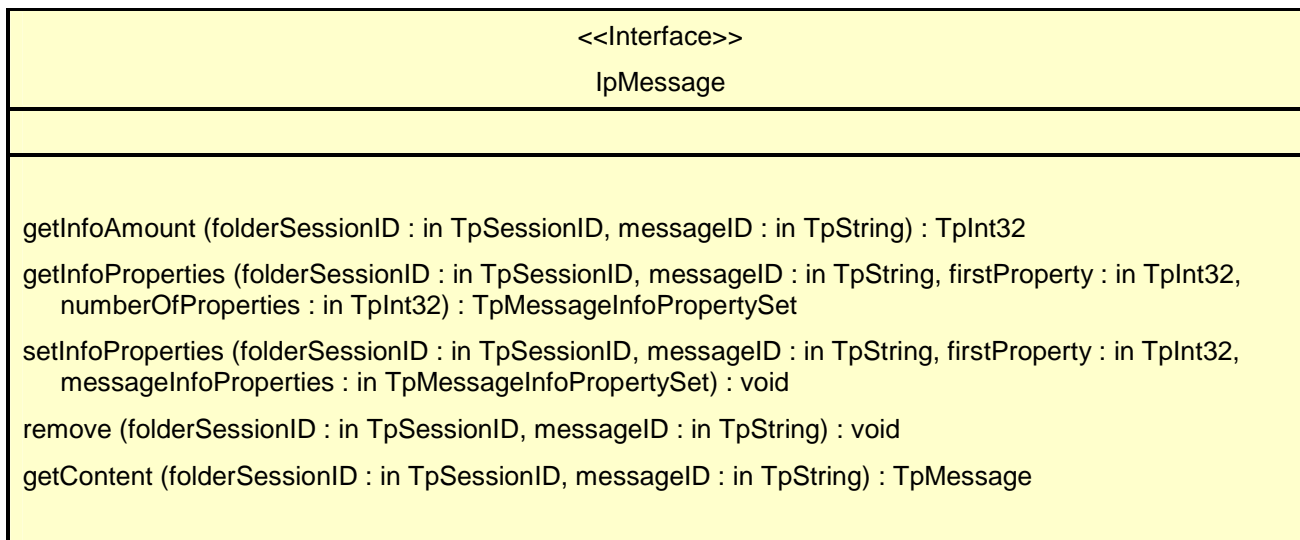 <<Interface>>
IpMessage
getInfoAmount (folderSessionID : in TpSessionID, messageID : in TpString) : TpInt32
getInfoProperties (folderSessionID : in TpSessionID, messageID : in TpString, firstProperty : in TpInt32,
numberOfProperties : in TpInt32) : TpMessageInfoPropertySet
setInfoProperties (folderSessionID : in TpSessionID, messageID : in TpString, firstProperty : in TpInt32,
messageInfoProperties : in TpMessageInfoPropertySet) : void
remove (folderSessionID : in TpSessionID, messageID : in TpString) : void
getContent (folderSessionID : in TpSessionID, messageID : in TpString) : TpMessage